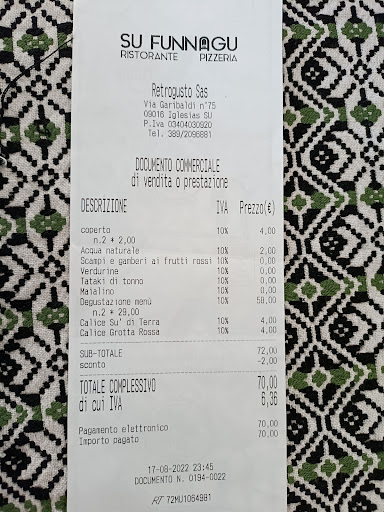 SU FUNNAGU
RISTORANTE PIZZERIA
Retrogusto Sas
Via Garibaldi n°75
09016 Iglesias SU
P.Iva 03404030920
Tel. 389/2096881
DOCUMENTO COMMERCIALE
di vendita o prestazione
DESCRIZIONE IVA Prezzo(€)
coperto 10% 4,00
n.2 * 2,00
Acqua naturale 10% 2,00
Scampi e gamberi ai frutti rossi 10% 0,00
Verdurine 10% 0,00
Tataki di tonno 10% 0,00
Maialino 10% 0,00
Degustazione menù 10% 58,00
n.2 * 29,00
Calice Su' di Terra 10% 4,00
Calice Grotta Rossa 10% 4,00
SUB-TOTALE 72,00
sconto -2,00
TOTALE COMPLESSIVO 70,00
di cui IVA 6,36
Pagamento elettronico 70,00
Importo pagato 70,00
17-08-2022 23:45
DOCUMENTO N. 0194-0022
RT 72MU1064981